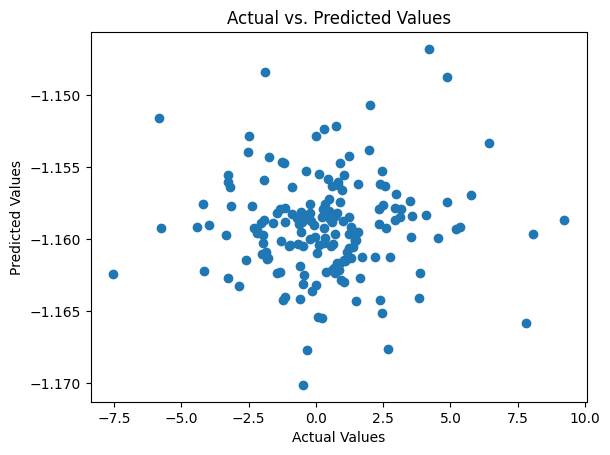 Actual vs. Predicted Values
Predicted Values
−1.150
−1.155
−1.160
−1.165
−1.170
−7.5 −5.0 −2.5 0.0 2.5 5.0 7.5 10.0
Actual Values